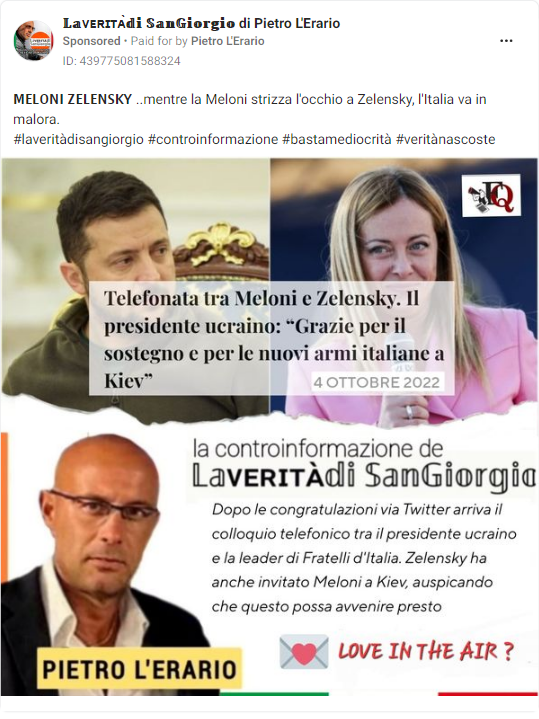 LaVERITÀdi SanGiorgio di Pietro L'Erario
Sponsored • Paid for by Pietro L'Erario
ID: 439775081588324
MELONI ZELENSKY ..mentre la Meloni strizza l'occhio a Zelensky, l'Italia va in
malora.
#laveritàdisangiorgio #controinformazione #bastamediocrità #veritànascoste
FQ
Telefonata tra Meloni e Zelensky. Il
presidente ucraino: “Grazie per il
sostegno e per le nuovi armi italiane a
Kiev”
4 OTTOBRE 2022
la controinformazione de
LaVERITÀdi SanGiorgio
Dopo le congratulazioni via Twitter arriva il
colloquio telefonico tra il presidente ucraino
e la leader di Fratelli d'Italia. Zelensky ha
anche invitato Meloni a Kiev, auspicando
che questo possa avvenire presto
LOVE IN THE AIR ?
PIETRO L'ERARIO